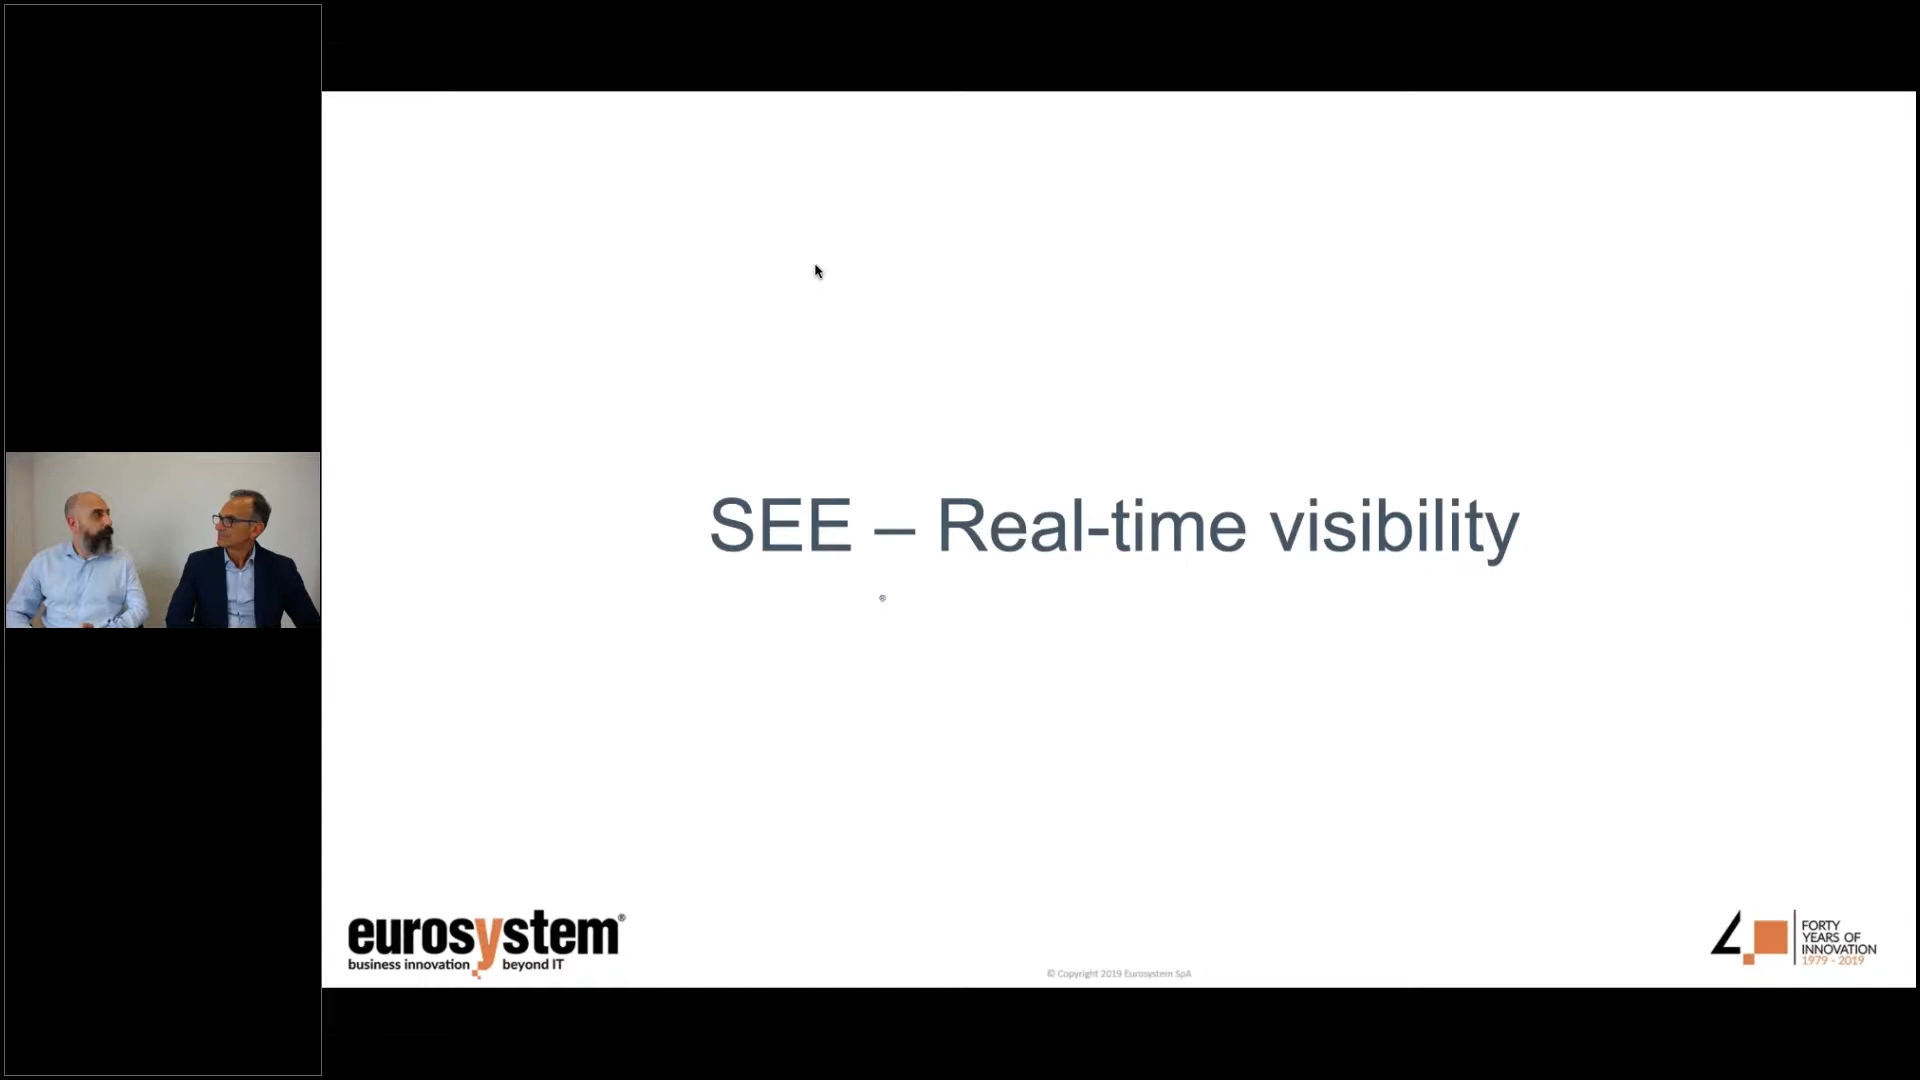 SEE – Real-time visibility
®
eurosystem®
business innovation beyond IT
© Copyright 2019 Eurosystem SpA
4
FORTY
YEARS OF
INNOVATION
1979 - 2019